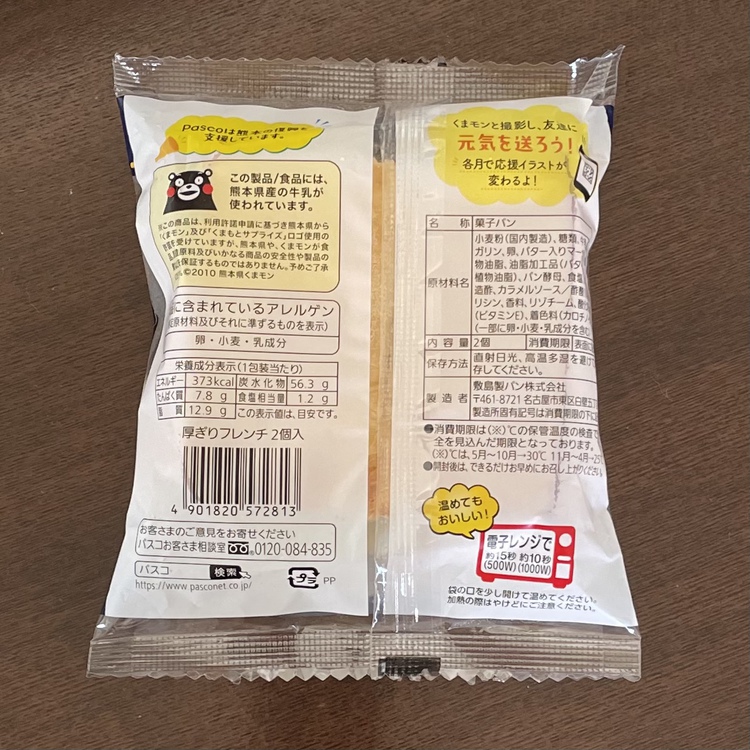 Pascoは熊本の復興を
支援しています。
この製品/食品には、
熊本県産の牛乳が
使われています。
この商品は、利用許諾申請に基づき熊本県から
「くまモン」及び「くまもとサプライズ」ロゴ使用の
許諾を受けていますが、熊本県や、くまモンが食
品、原料及びいかなる商品の安全性や製品の
保証するものではありません。予めご了承
©2010 熊本県くまモン
に含まれているアレルゲン
原材料及びそれに準ずるものを表示)
卵・小麦・乳成分
栄養成分表示(1包装当たり)
エネルギー 373kcal 炭水化物 56.3 g
たんぱく質 7.8 g 食塩相当量 1.2 g
脂質 12.9 g この表示値は、目安です。
厚ぎりフレンチ 2個入
4 901820 572813
お客さまのご意見をお寄せください
パスコお客さま相談室 0120-084-835
パスコ 検索
https://www.pasconet.co.jp/
プラ PP
くまモンと撮影し、友達に
元気を送ろう!
各月で応援イラストが
変わるよ!
名称 菓子パン
原材料名 小麦粉(国内製造)、糖類、
ガリン、卵、バター入りマー
物油脂、油脂加工品(バタ
植物油脂)、パン酵母、食塩
造酢、カラメルソース/酢酸
リシン、香料、リゾチーム、酸
(ビタミンE)、着色料(カロチ
(一部に卵・小麦・乳成分を含
内容量 2個 消費期限 表面に
保存方法 直射日光、高温多湿を避け
存してください。
製造者 敷島製パン株式会社
〒461-8721 名古屋市東区白壁五丁
製造所固有記号は消費期限の下に
●消費期限は(※)での保管温度の検査で
全を見込んだ期限となっております。
(※)では、5月~10月→30℃ 11月~4月→25℃
●開封後は、できるだけお早めにお召し上がりください
温めても
おいしい!
電子レンジで
約15秒 約10秒
(500W)(1000W)
袋の口を少し開けて温めてください。
加熱の際はやけどにご注意ください。